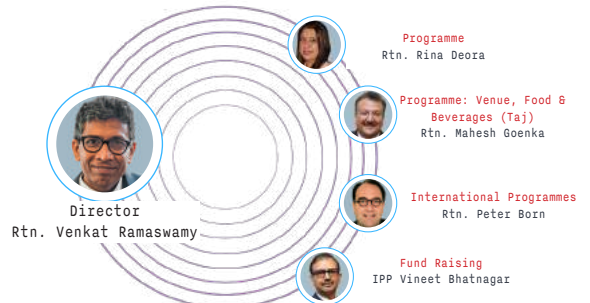 Programme
Rtn. Rina Deora
Programme: Venue, Food &
Beverages (Taj)
Rtn. Mahesh Goenka
Director
Rtn. Venkat Ramaswamy
International Programmes
Rtn. Peter Born
Fund Raising
IPP Vineet Bhatnagar